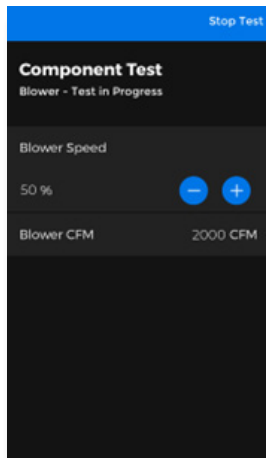 Stop Test
Component Test
Blower - Test in Progress
Blower Speed
50 %
Blower CFM 2000 CFM